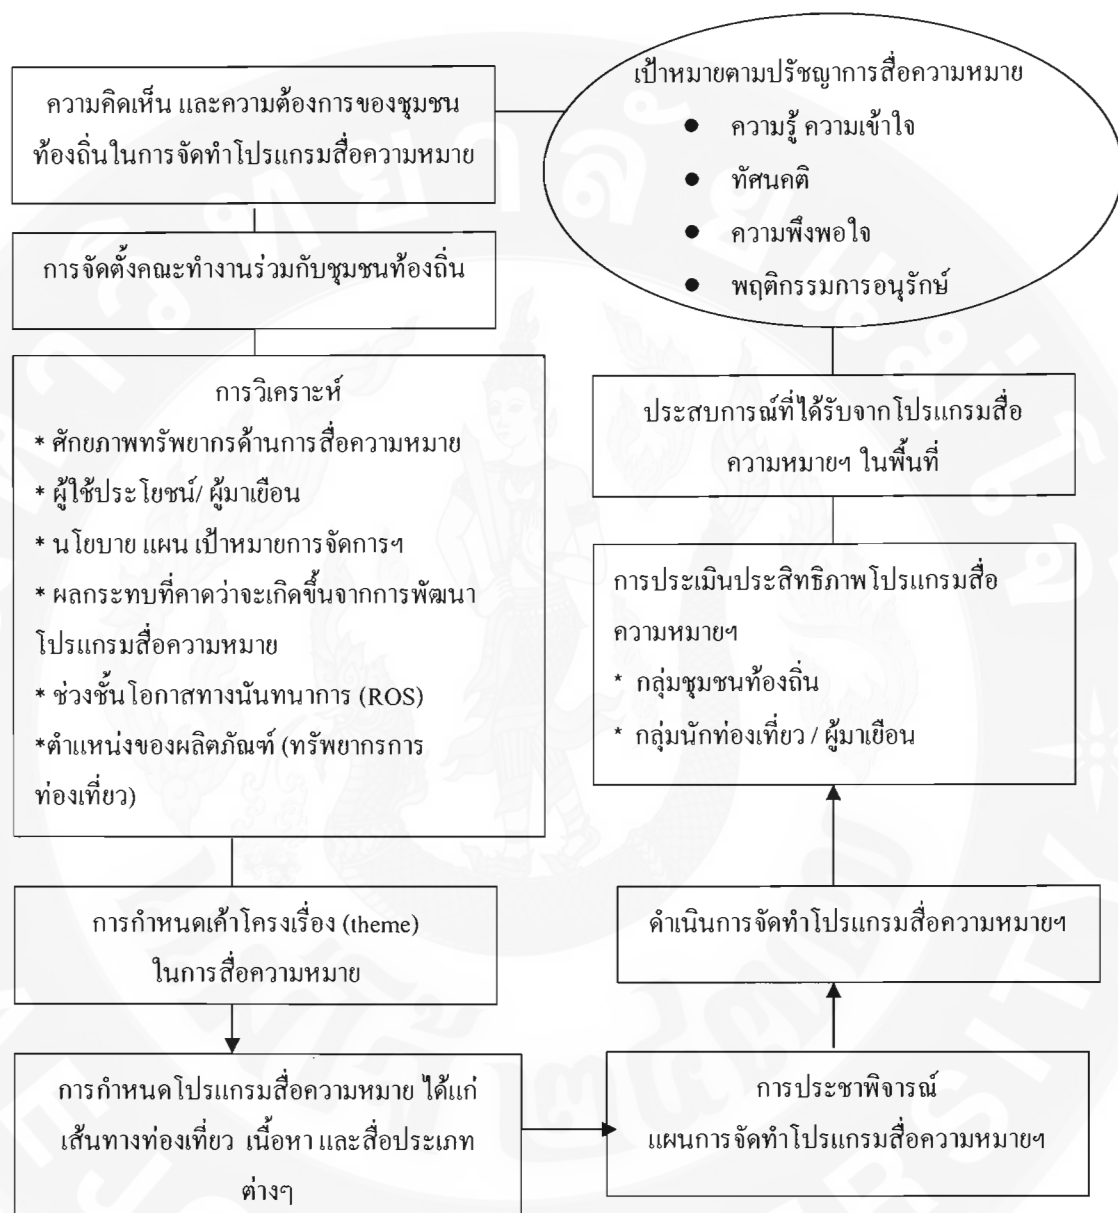 ความคิดเห็น และความต้องการของชุมชน
ท้องถิ่นในการจัดทำโปรแกรมสื่อความหมาย
การจัดตั้งคณะทำงานร่วมกับชุมชนท้องถิ่น
การวิเคราะห์
* ศักยภาพทรัพยากรด้านการสื่อความหมาย
* ผู้ใช้ประโยชน์/ ผู้มาเยือน
* นโยบาย แผน เป้าหมายการจัดการฯ
* ผลกระทบที่คาดว่าจะเกิดขึ้นจากการพัฒนา
โปรแกรมสื่อความหมาย
* ช่วงชั้นโอกาสทางนันทนาการ (ROS)
*ตำแหน่งของผลิตภัณฑ์ (ทรัพยากรการ
ท่องเที่ยว)
การกำหนดเค้าโครงเรื่อง (theme)
ในการสื่อความหมาย
การกำหนดโปรแกรมสื่อความหมาย ได้แก่
เส้นทางท่องเที่ยว เนื้อหา และสื่อประเภท
ต่างๆ
การประชาพิจารณ์
แผนการจัดทำโปรแกรมสื่อความหมายฯ
ดำเนินการจัดทำโปรแกรมสื่อความหมายฯ
การประเมินประสิทธิภาพโปรแกรมสื่อ
ความหมายฯ
* กลุ่มชุมชนท้องถิ่น
* กลุ่มนักท่องเที่ยว / ผู้มาเยือน
ประสบการณ์ที่ได้รับจากโปรแกรมสื่อ
ความหมายฯ ในพื้นที่
เป้าหมายตามปรัชญาการสื่อความหมาย
● ความรู้ ความเข้าใจ
● ทัศนคติ
● ความพึงพอใจ
● พฤติกรรมการอนุรักษ์